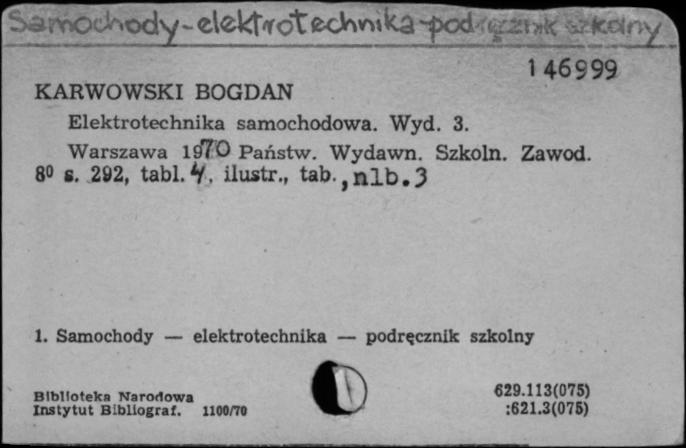 Samochody-elektrotechnika-podręcznik szkolny
146999
KARWOWSKI BOGDAN
Elektrotechnika samochodowa. Wyd. 3.
Warszawa 1970 Państw. Wydawn. Szkoln. Zawod.
8⁰ s. 292, tabl. 4. ilustr., tab., nlb. 3
1. Samochody — elektrotechnika — podręcznik szkolny
Biblioteka Narodowa
Instytut Bibliograf. 1100/70
629.113(075)
:621.3(075)